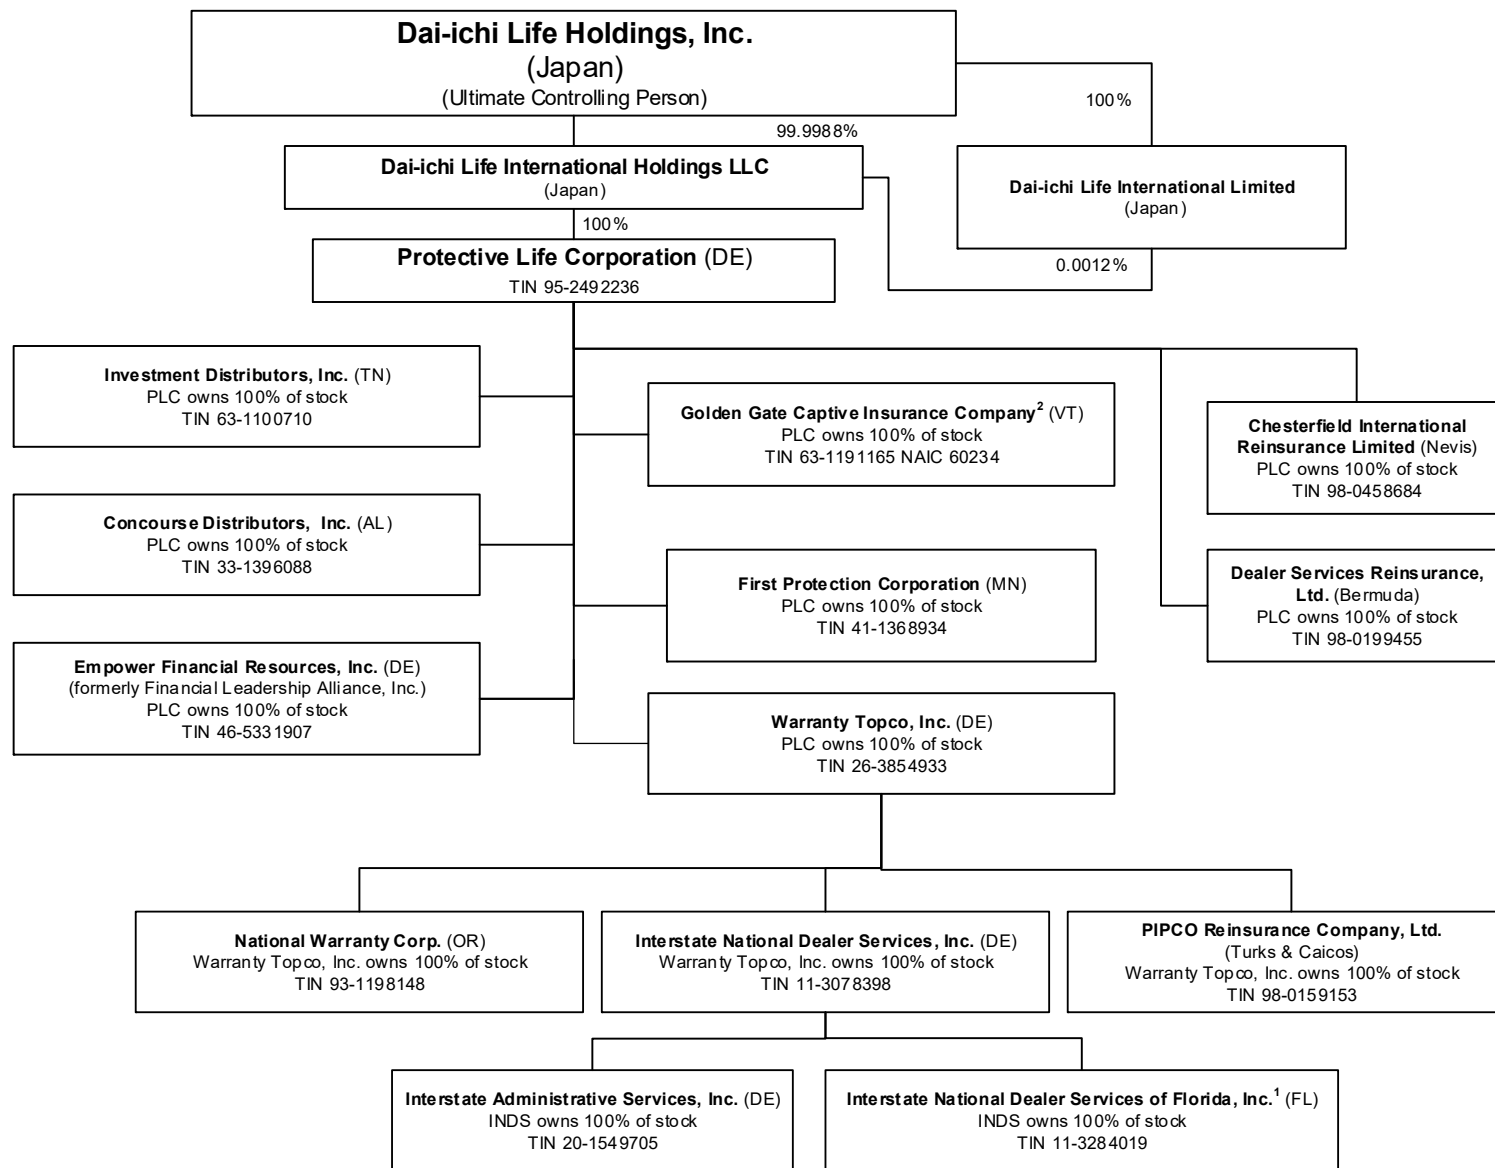 Dai-ichi Life Holdings, Inc.
(Japan)
(Ultimate Controlling Person)
100%
99.9988%
Dai-ichi Life International Holdings LLC
(Japan)
Dai-ichi Life International Limited
(Japan)
100%
0.0012%
Protective Life Corporation (DE)
TIN 95-2492236
Investment Distributors, Inc. (TN)
PLC owns 100% of stock
TIN 63-1100710
Golden Gate Captive Insurance Company² (VT)
PLC owns 100% of stock
TIN 63-1191165 NAIC 60234
Chesterfield International
Reinsurance Limited (Nevis)
PLC owns 100% of stock
TIN 98-0458684
Concourse Distributors, Inc. (AL)
PLC owns 100% of stock
TIN 33-1396088
First Protection Corporation (MN)
PLC owns 100% of stock
TIN 41-1368934
Dealer Services Reinsurance,
Ltd. (Bermuda)
PLC owns 100% of stock
TIN 98-0199455
Empower Financial Resources, Inc. (DE)
(formerly Financial Leadership Alliance, Inc.)
PLC owns 100% of stock
TIN 46-5331907
Warranty Topco, Inc. (DE)
PLC owns 100% of stock
TIN 26-3854933
National Warranty Corp. (OR)
Warranty Topco, Inc. owns 100% of stock
TIN 93-1198148
Interstate National Dealer Services, Inc. (DE)
Warranty Topco, Inc. owns 100% of stock
TIN 11-3078398
PIPCO Reinsurance Company, Ltd.
(Turks & Caicos)
Warranty Topco, Inc. owns 100% of stock
TIN 98-0159153
Interstate Administrative Services, Inc. (DE)
INDS owns 100% of stock
TIN 20-1549705
Interstate National Dealer Services of Florida, Inc.¹ (FL)
INDS owns 100% of stock
TIN 11-3284019